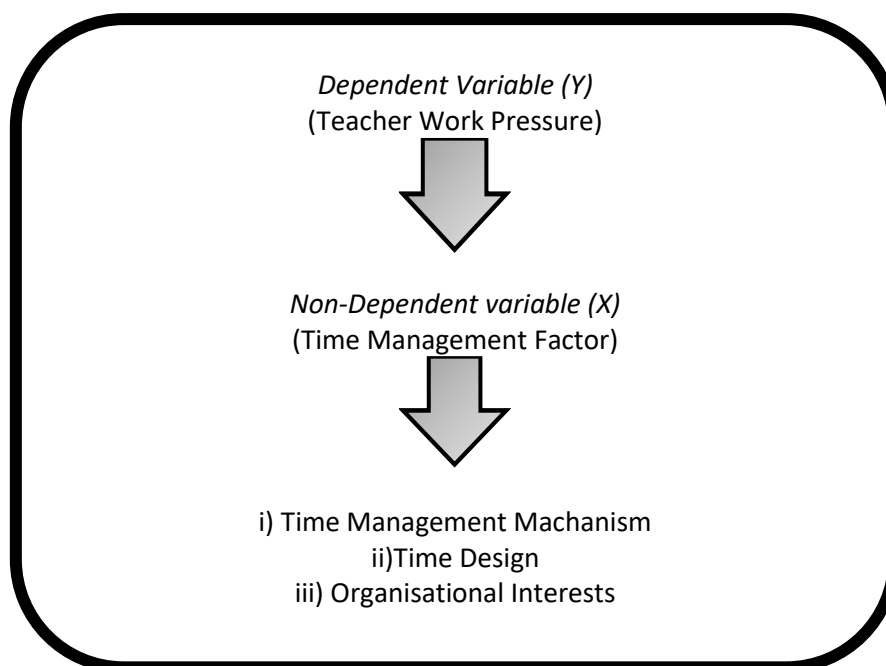 Dependent Variable (Y)
(Teacher Work Pressure)
Non-Dependent variable (X)
(Time Management Factor)
i) Time Management Machanism
ii)Time Design
iii) Organisational Interests